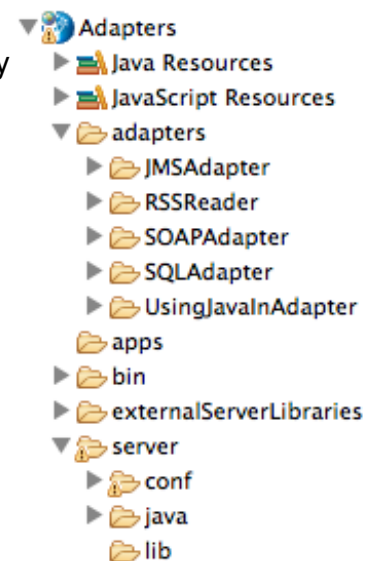 Adapters
y
Java Resources
JavaScript Resources
adapters
JMSAdapter
RSSReader
SOAPAdapter
SQLAdapter
UsingJavaInAdapter
apps
bin
externalServerLibraries
server
conf
java
lib